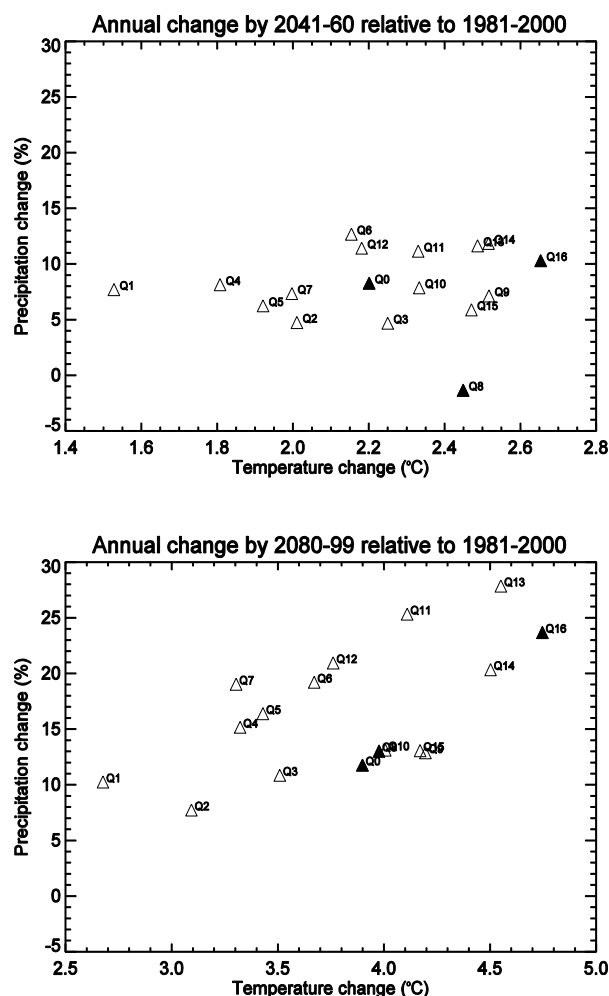 Annual change by 2041-60 relative to 1981-2000
30
25
20
15
10
5
0
-5
Precipitation change (%)
Q6
Q12
Q11
Q14
Q16
Q1
Q4
Q0
Q10
Q7
Q9
Q5
Q15
Q2
Q3
Q8
1.4 1.6 1.8 2.0 2.2 2.4 2.6 2.8
Temperature change (°C)
Annual change by 2080-99 relative to 1981-2000
30
25
20
15
10
5
0
-5
Precipitation change (%)
Q13
Q11
Q16
Q12
Q14
Q7
Q6
Q5
Q4
Q10
Q15
Q0
Q3
Q1
Q2
2.5 3.0 3.5 4.0 4.5 5.0
Temperature change (°C)